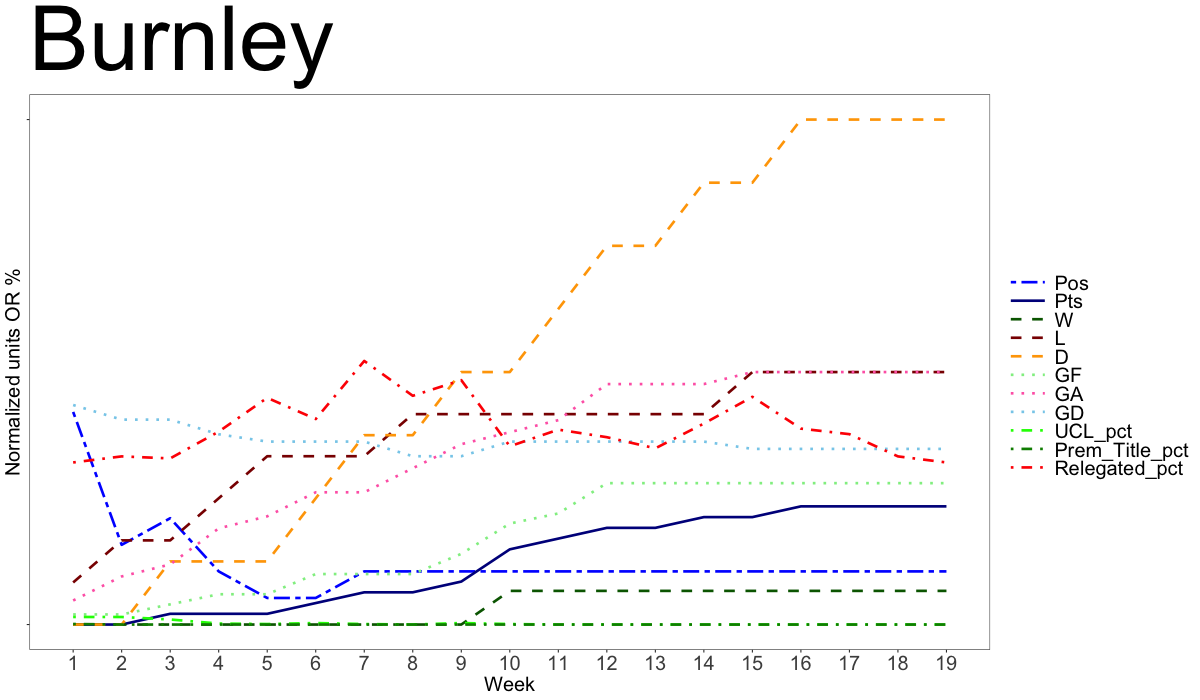 Burnley
Normalized units OR %
Pos
Pts
W
L
D
GF
GA
GD
UCL_pct
Prem_Title_pct
Relegated_pct
1 2 3 4 5 6 7 8 9 10 11 12 13 14 15 16 17 18 19
Week